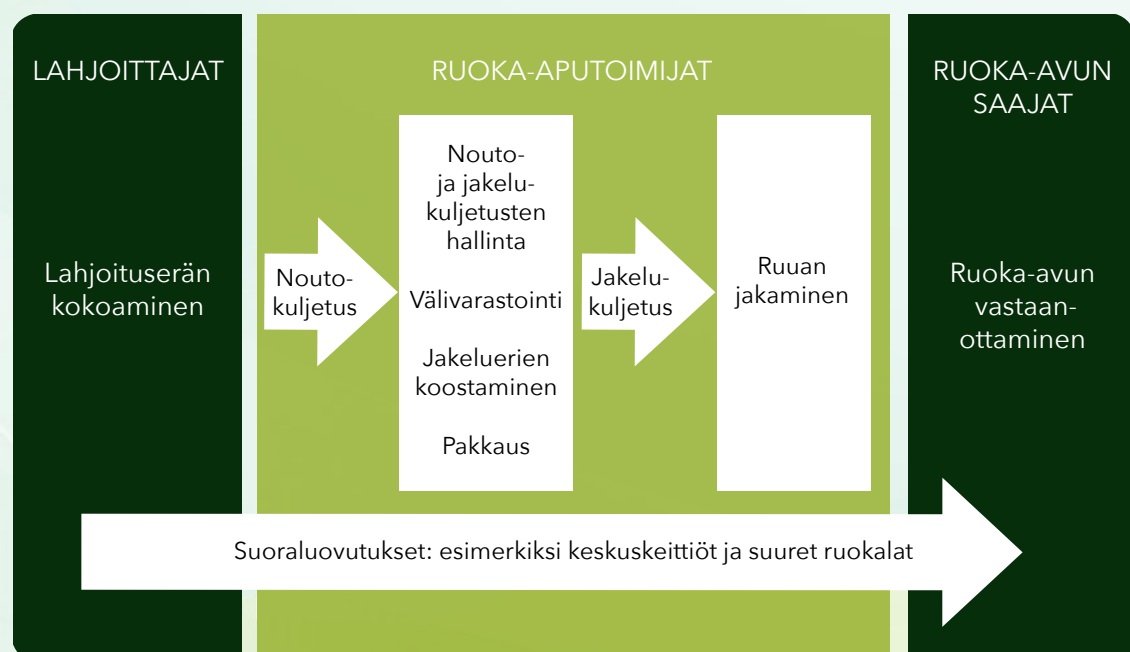 LAHJOITTAJAT
Lahjoituserän
kokoaminen
RUOKA-APUTOIMIJAT
Nouto-
kuljetus
Nouto-
ja jakelu-
kuljetusten
hallinta
Välivarastointi
Jakeluerien
koostaminen
Pakkaus
Jakelu-
kuljetus
Ruuan
jakaminen
RUOKA-AVUN
SAAJAT
Ruoka-avun
vastaan-
ottaminen
Suoraluovutukset: esimerkiksi keskuskeittiöt ja suuret ruokalat